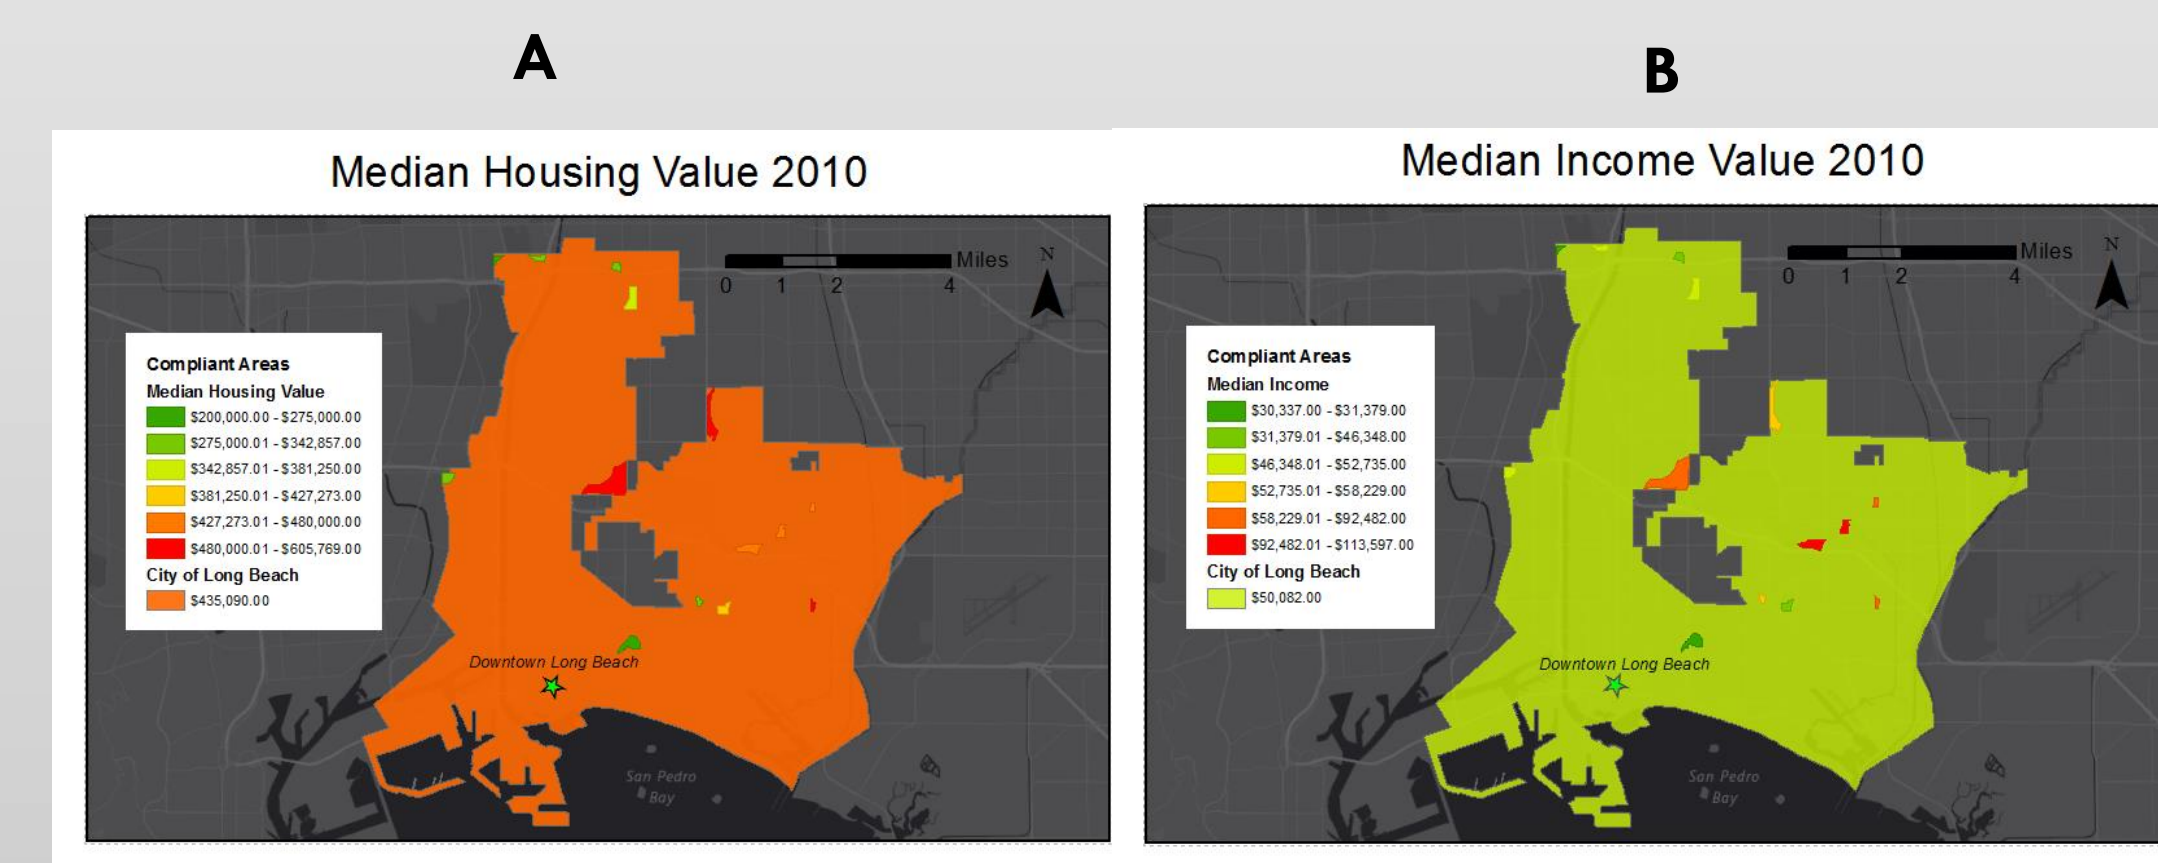 A
B
Median Housing Value 2010
Miles
N
0 1 2 4
Compliant Areas
Median Housing Value
$200,000.00 - $275,000.00
$275,000.01 - $342,857.00
$342,857.01 - $381,250.00
$381,250.01 - $427,273.00
$427,273.01 - $480,000.00
$480,000.01 - $605,769.00
City of Long Beach
$435,090.00
Downtown Long Beach
San Pedro
Bay
Median Income Value 2010
Miles
N
0 1 2 4
Compliant Areas
Median Income
$30,337.00 - $31,379.00
$31,379.01 - $46,348.00
$46,348.01 - $52,735.00
$52,735.01 - $58,229.00
$58,229.01 - $92,482.00
$92,482.01 - $113,597.00
City of Long Beach
$50,082.00
Downtown Long Beach
San Pedro
Bay